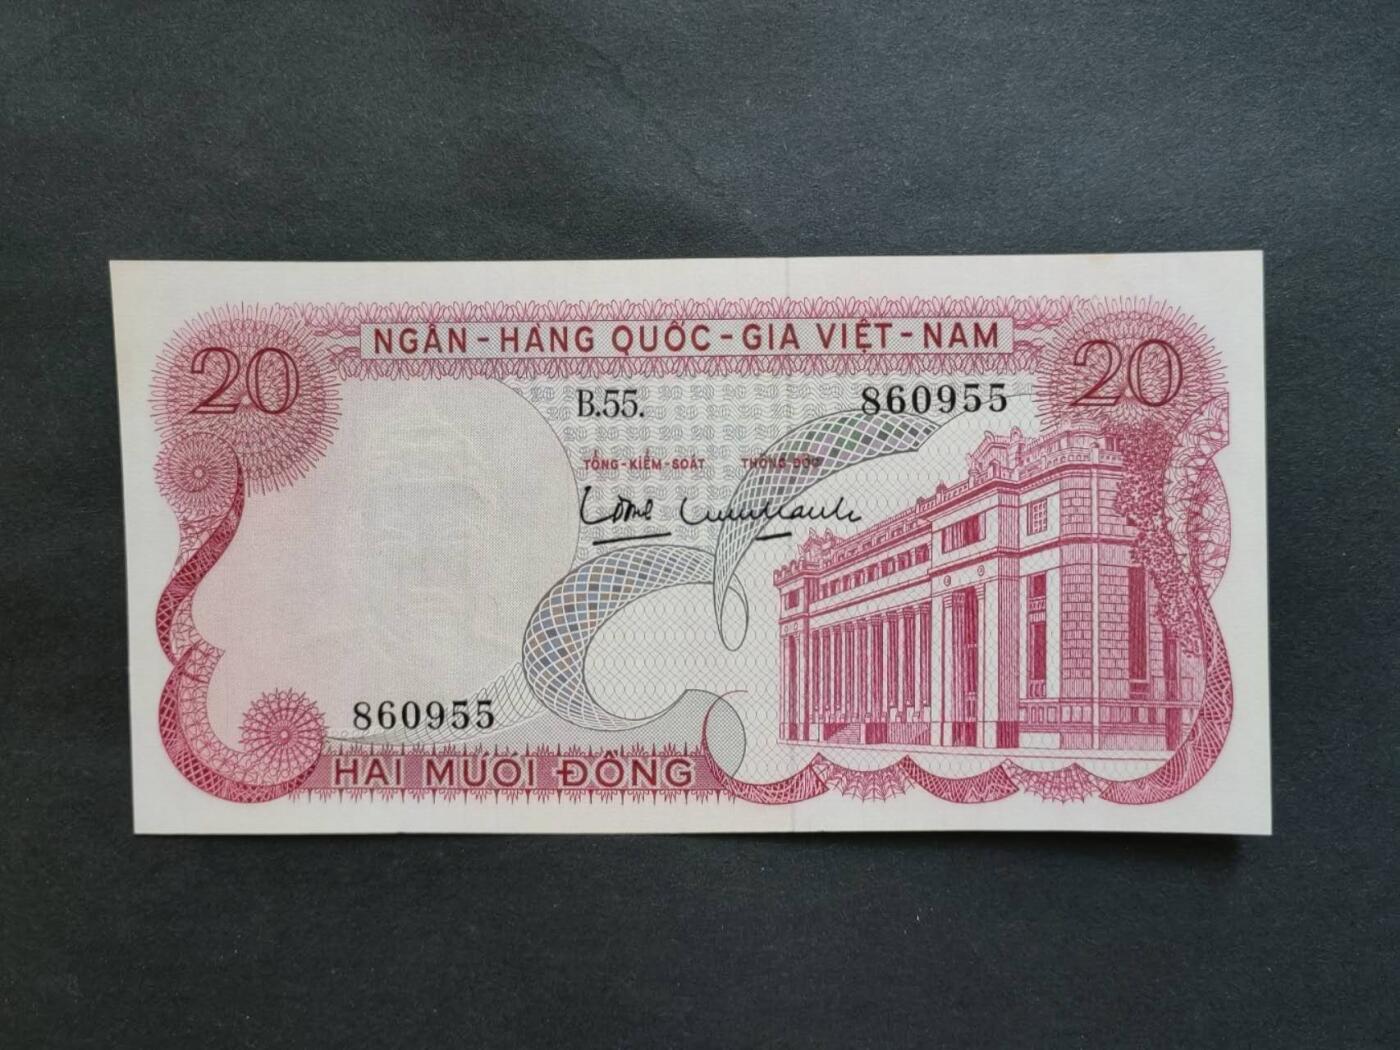 NGÂN - HÀNG QUỐC - GIA VIỆT - NAM
20
20
B.55.
860955
TỔNG - KIỂM - SOÁT
THỐNG - ĐỐC
860955
HAI MƯƠI ĐỒNG